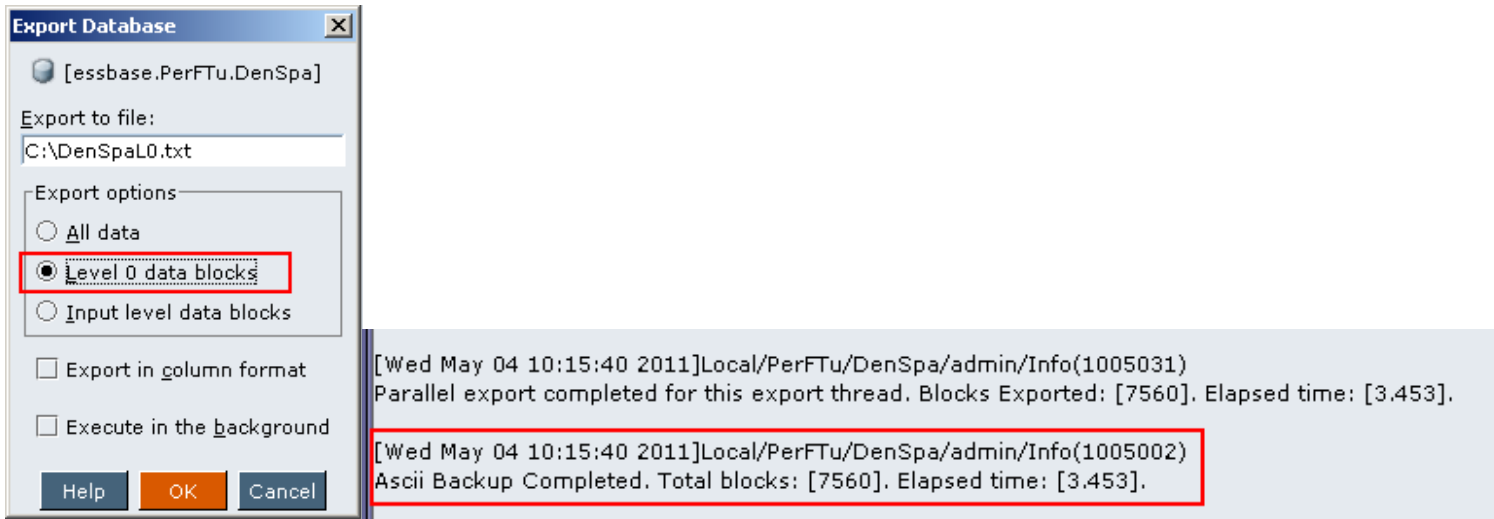 Export Database
[essbase.PerFTu.DenSpa]
Export to file:
C:\DenSpaL0.txt
Export options
All data
Level 0 data blocks
Input level data blocks
Export in column format
Execute in the background
Help OK Cancel
[Wed May 04 10:15:40 2011]Local/PerFTu/DenSpa/admin/Info(1005031)
Parallel export completed for this export thread. Blocks Exported: [7560]. Elapsed time: [3.453].
[Wed May 04 10:15:40 2011]Local/PerFTu/DenSpa/admin/Info(1005002)
Ascii Backup Completed. Total blocks: [7560]. Elapsed time: [3.453].